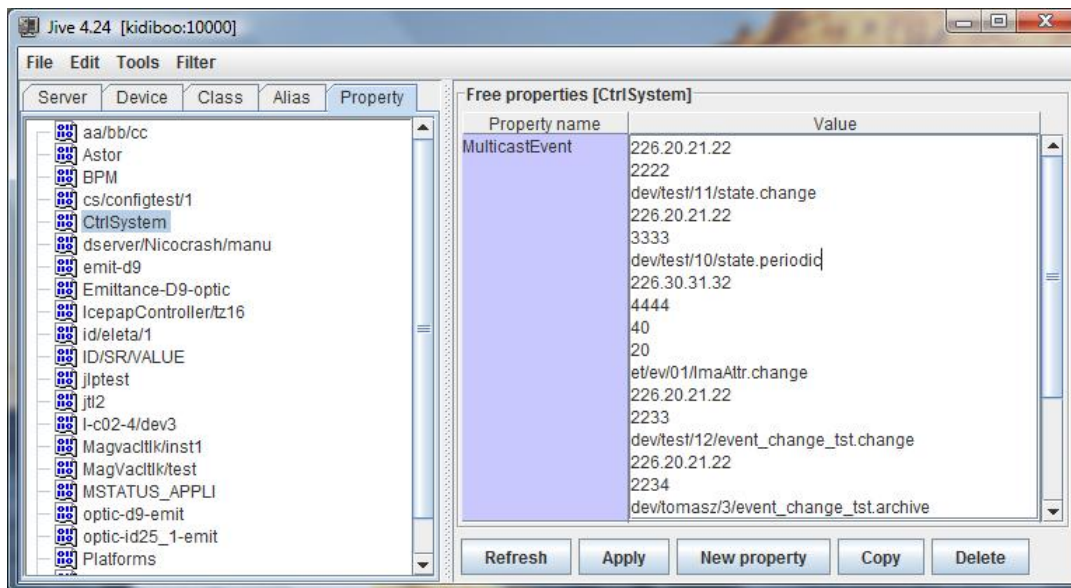 Jive 4.24 [kidiboo:10000]
File Edit Tools Filter
Server Device Class Alias Property
aa/bb/cc
Astor
BPM
cs/configtest/1
CtrlSystem
dserver/Nicocrash/manu
emit-d9
Emittance-D9-optic
IcepapController/tz16
id/eleta/1
ID/SR/VALUE
jlptest
jtl2
l-c02-4/dev3
Magvacltlk/inst1
MagVacltlk/test
MSTATUS_APPLI
optic-d9-emit
optic-id25_1-emit
Platforms
Free properties [CtrlSystem]
Property name Value
MulticastEvent 226.20.21.22
2222
dev/test/11/state.change
226.20.21.22
3333
dev/test/10/state.periodic
226.30.31.32
4444
40
20
et/ev/01/ImaAttr.change
226.20.21.22
2233
dev/test/12/event_change_tst.change
226.20.21.22
2234
dev/tomasz/3/event_change_tst.archive
Refresh Apply New property Copy Delete